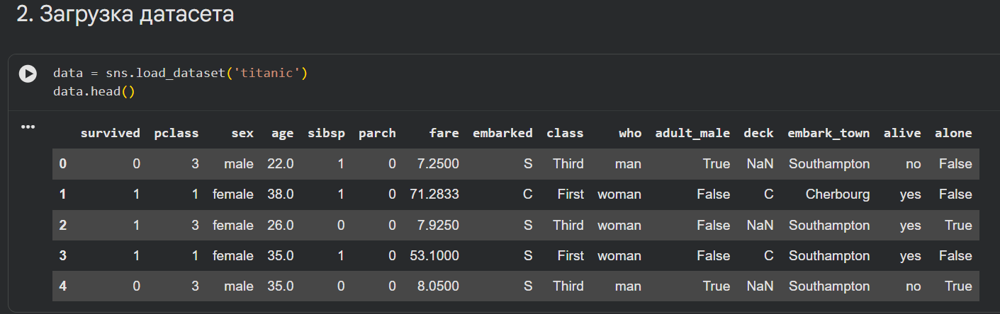 2. Загрузка датасета
data = sns.load_dataset('titanic')
data.head()
survived pclass sex age sibsp parch fare embarked class who adult_male deck embark_town alive alone
0 0 3 male 22.0 1 0 7.2500 S Third man True NaN Southampton no False
1 1 1 female 38.0 1 0 71.2833 C First woman False C Cherbourg yes False
2 1 3 female 26.0 0 0 7.9250 S Third woman False NaN Southampton yes True
3 1 1 female 35.0 1 0 53.1000 S First woman False C Southampton yes False
4 0 3 male 35.0 0 0 8.0500 S Third man True NaN Southampton no True